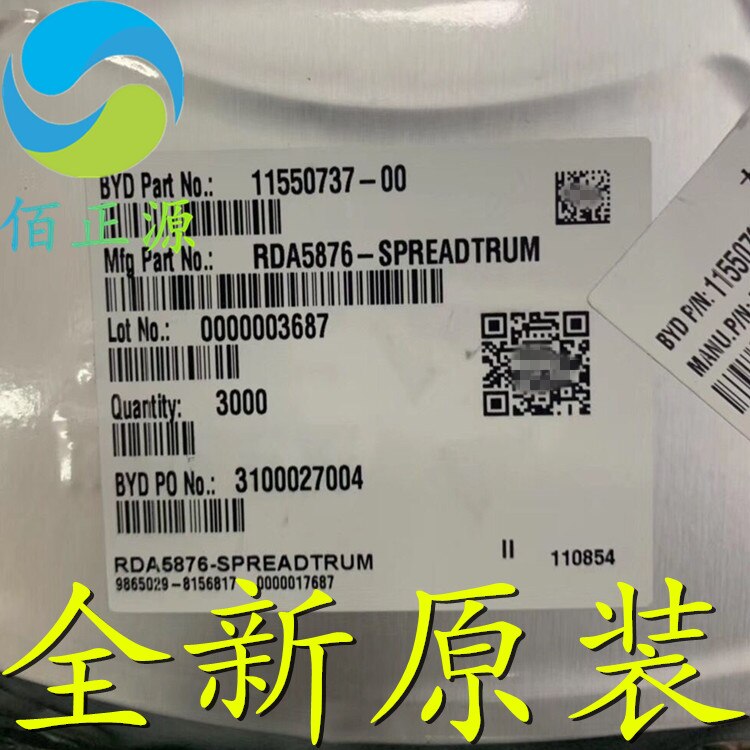 佰正源
BYD Part No.: 11550737-00
Mfg Part No.: RDA5876-SPREADTRUM
Lot No.: 0000003687
Quantity: 3000
BYD PO No.: 3100027004
RDA5876-SPREADTRUM
II 110854
9865029-8156817 0000017687
BYD P/N: 115507
MANU.P/N:
全新原装